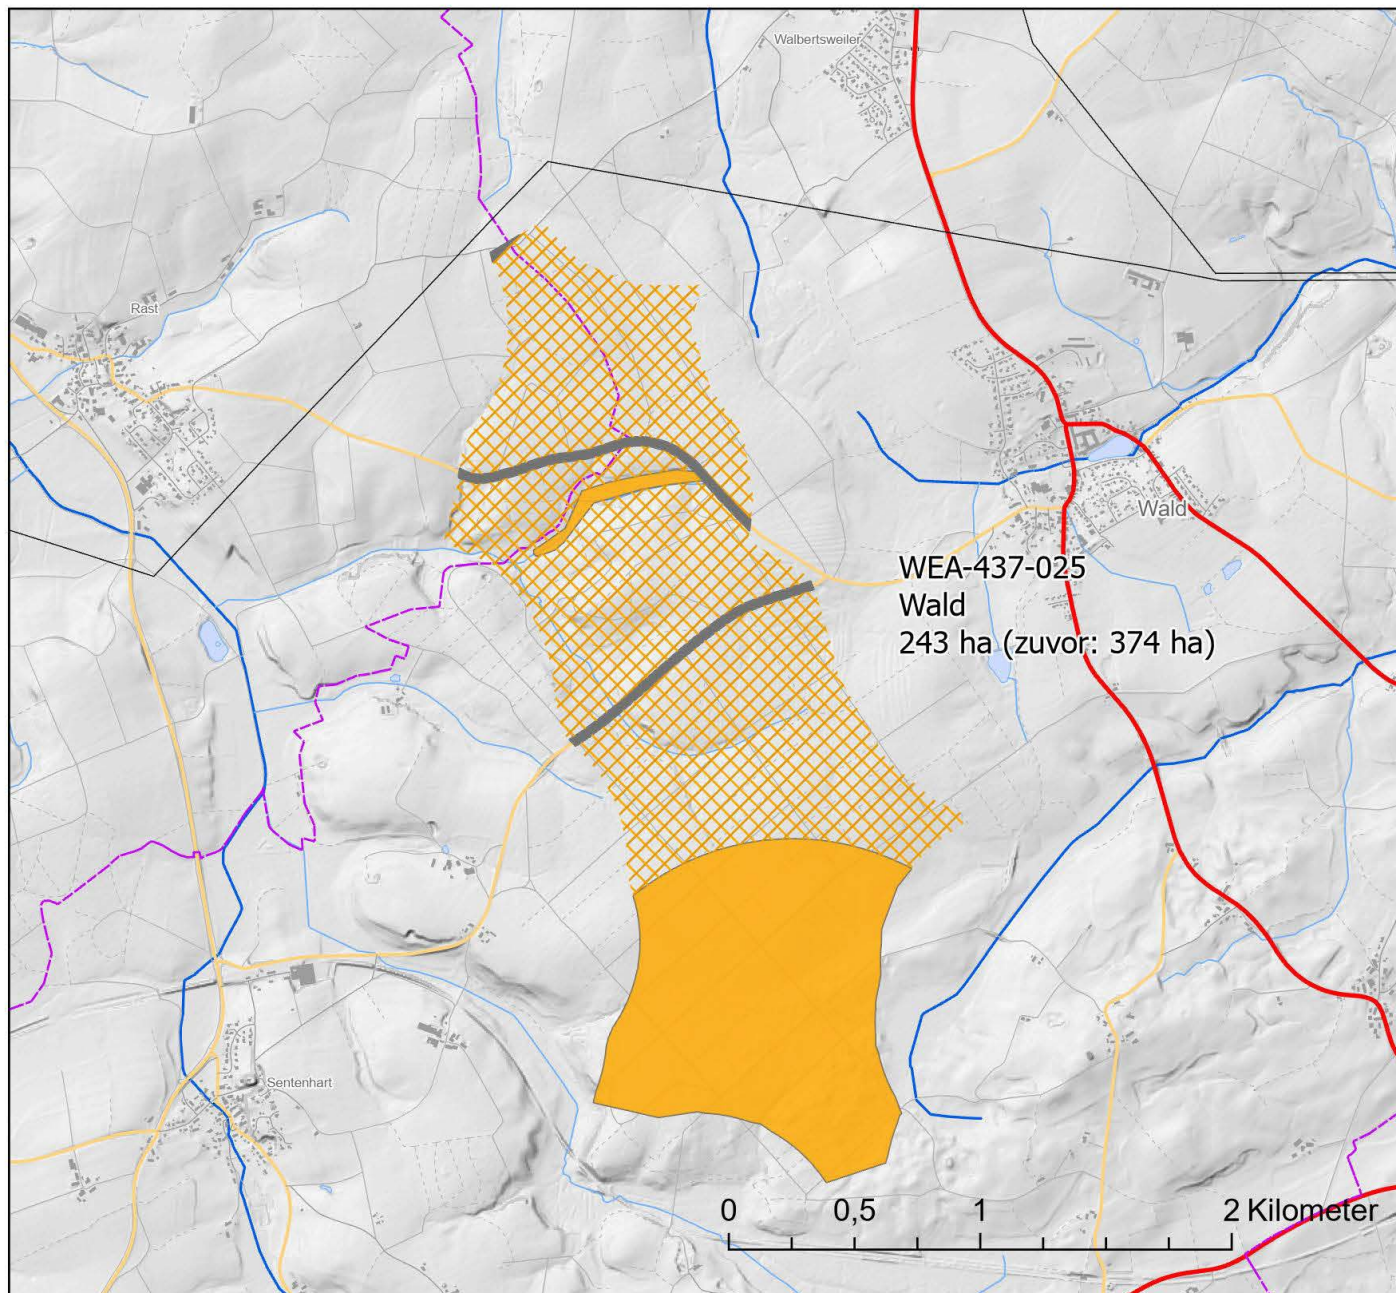 Walbertsweiler
Rast
Wald
WEA-437-025
Wald
243 ha (zuvor: 374 ha)
Sentenhart
0 0,5 1 2 Kilometer